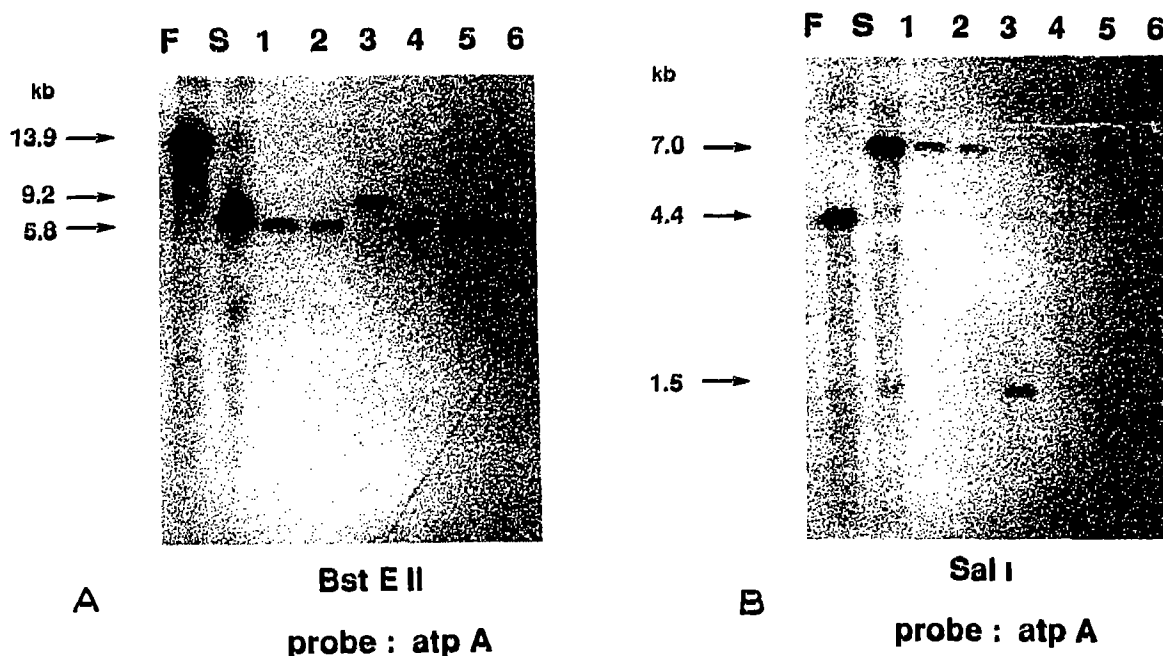 F S 1 2 3 4 5 6
kb
13.9
9.2
5.8
A
Bst E II
probe : atp A
F S 1 2 3 4 5 6
kb
7.0
4.4
1.5
B
Sal I
probe : atp A